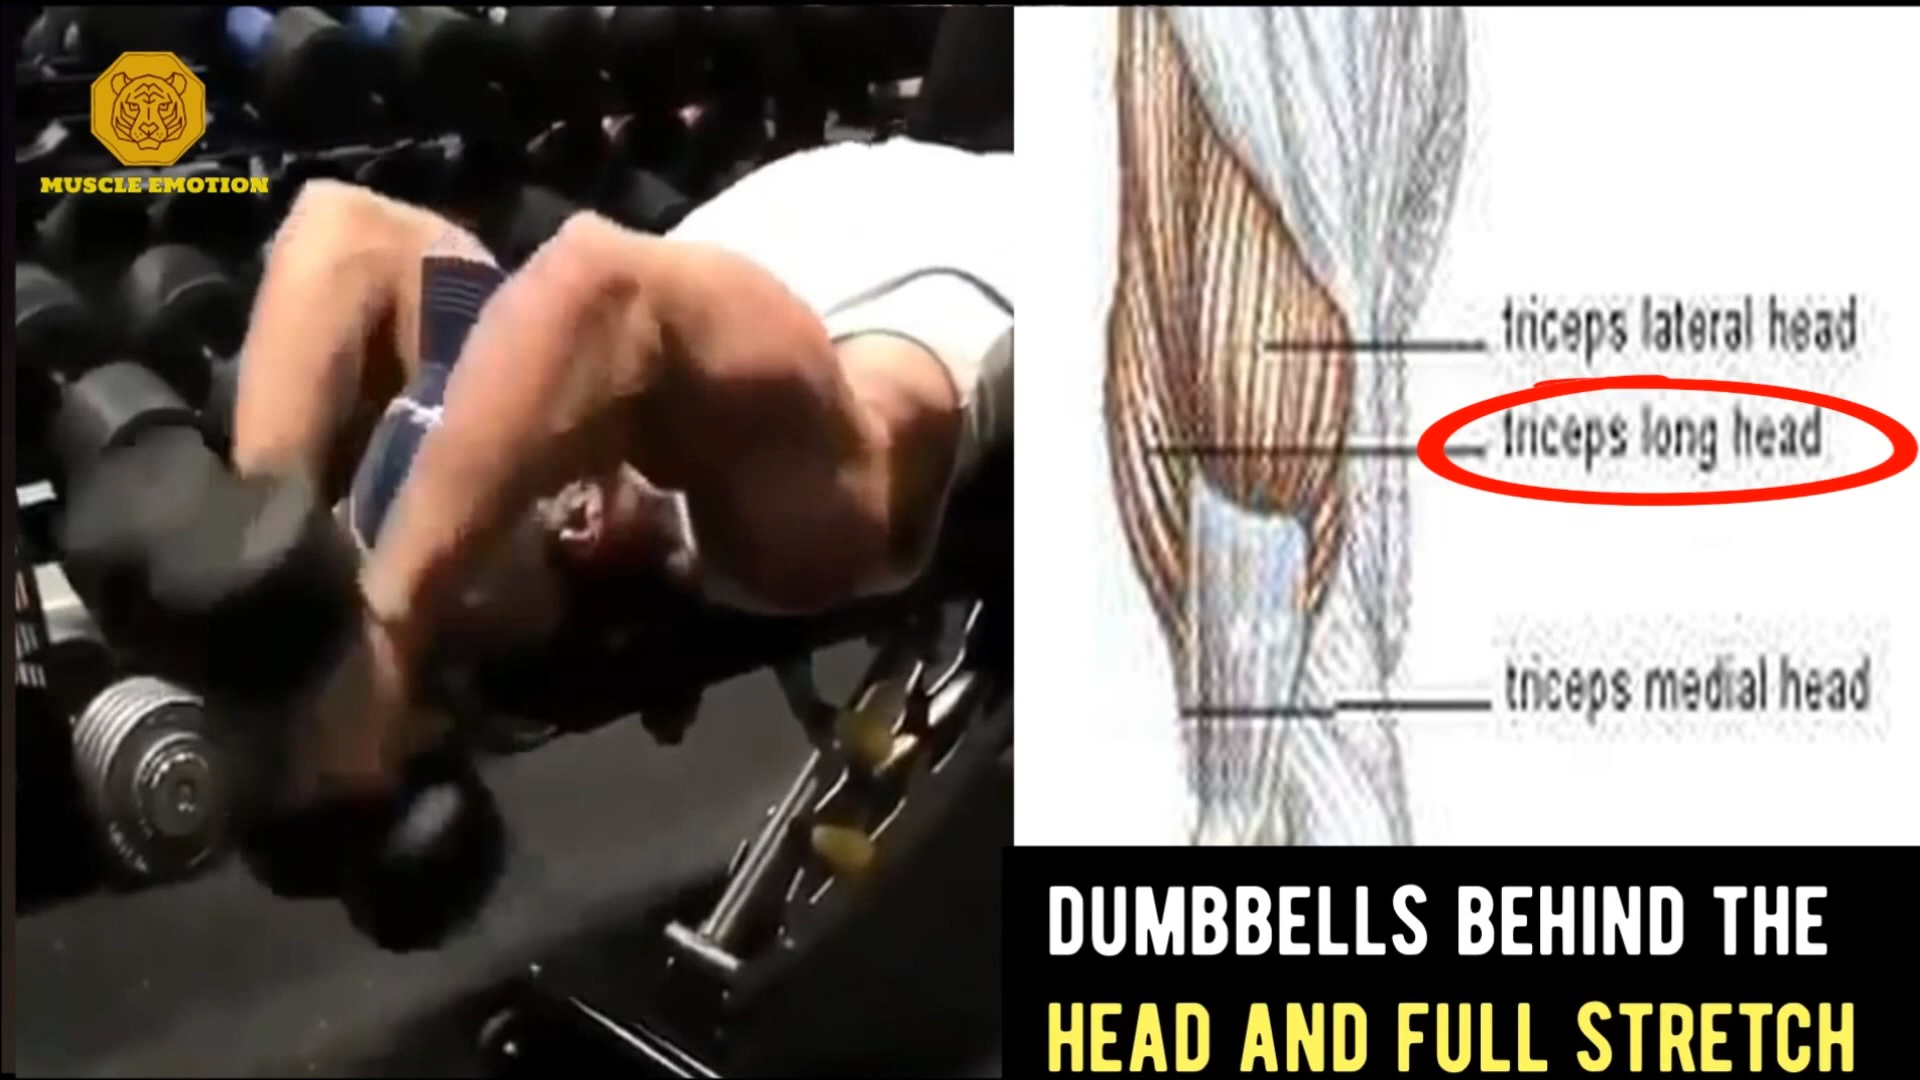 MUSCLE EMOTION
triceps lateral head
triceps long head
triceps medial head
DUMBBELLS BEHIND THE
HEAD AND FULL STRETCH